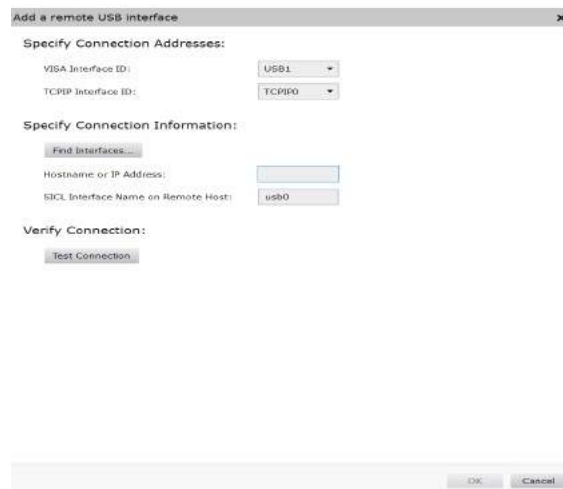 Add a remote USB interface
Specify Connection Addresses:
VISA Interface ID: USB1
TCPIP Interface ID: TCPIP0
Specify Connection Information:
Find Interfaces...
Hostname or IP Address:
SICL Interface Name on Remote Host: usb0
Verify Connection:
Test Connection
OK Cancel